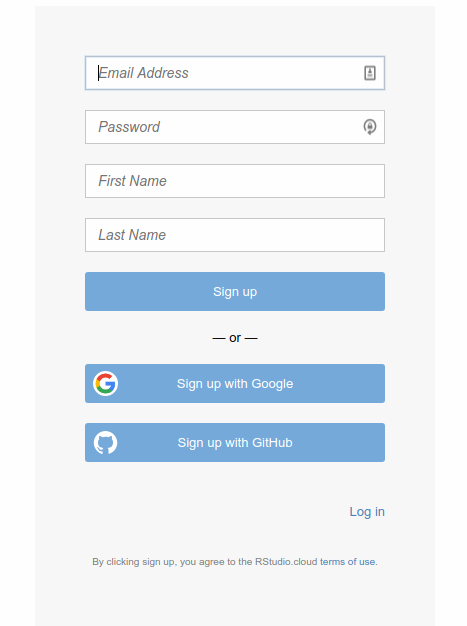 Email Address
Password
First Name
Last Name
Sign up
— or —
Sign up with Google
Sign up with GitHub
Log in
By clicking sign up, you agree to the RStudio.cloud terms of use.